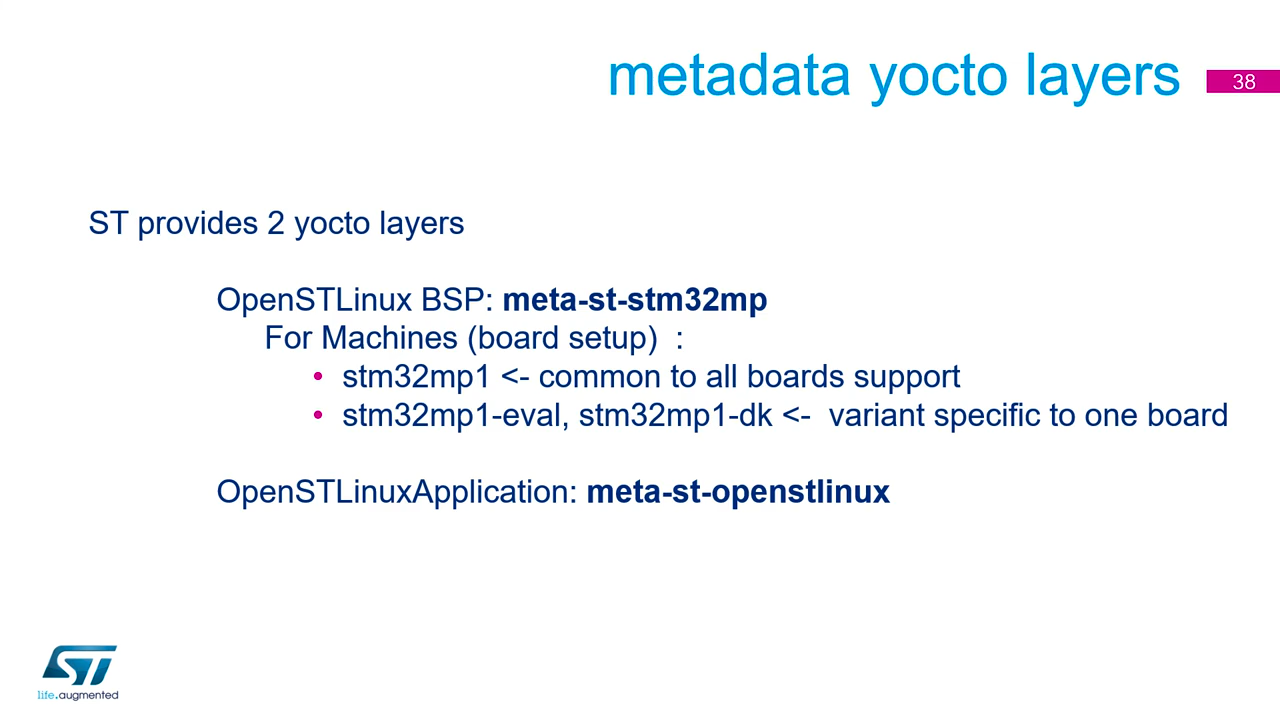 metadata yocto layers
38
ST provides 2 yocto layers
OpenSTLinux BSP: meta-st-stm32mp
For Machines (board setup)  :
• stm32mp1 <- common to all boards support
• stm32mp1-eval, stm32mp1-dk <-  variant specific to one board
OpenSTLinuxApplication: meta-st-openstlinux
ST
life.augmented